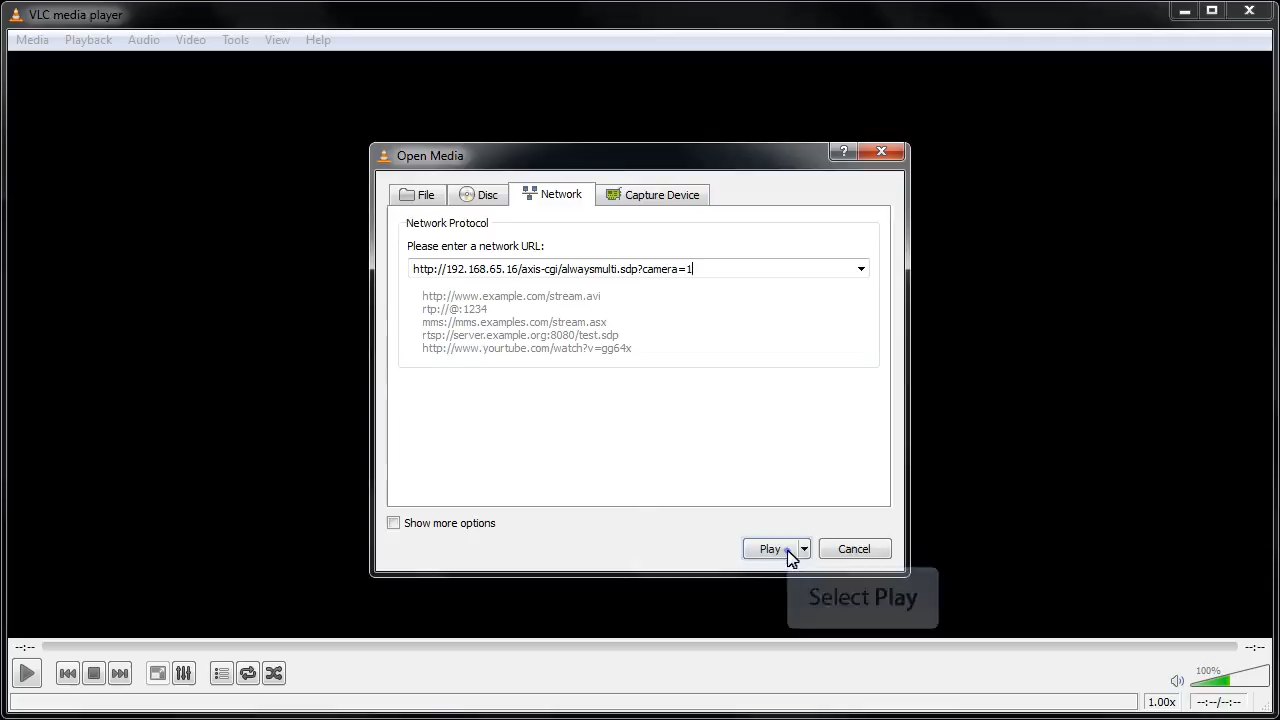 VLC media player
Media Playback Audio Video Tools View Help
Open Media
?
File Disc Network Capture Device
Network Protocol
Please enter a network URL:
http://192.168.65.16/axis-cgi/alwaysmulti.sdp?camera=1
http://www.example.com/stream.avi
rtp://@:1234
mms://mms.examples.com/stream.asx
rtsp://server.example.org:8080/test.sdp
http://www.yourtube.com/watch?v=gg64x
Show more options
Play Cancel
Select Play
--:-- --:--
100%
1.00x --:--/--:--